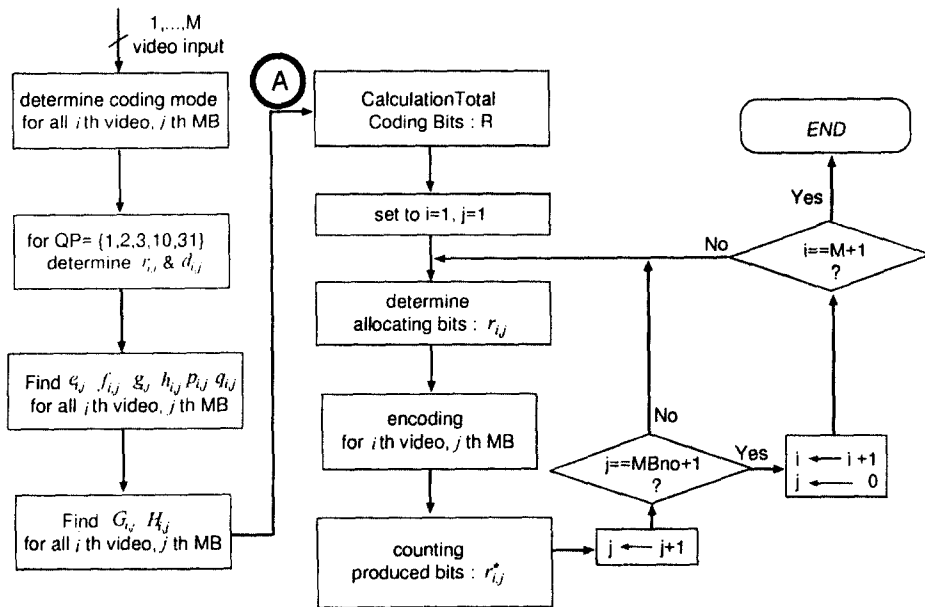 1,...,M
video input
determine coding mode
for all i th video, j th MB
for QP= {1,2,3,10,31}
determine r_{i,j} & d_{i,j}
Find e_{i,j} f_{i,j} g_{i,j} h_{i,j} p_{i,j} q_{i,j}
for all i th video, j th MB
Find G_{i,j} H_{i,j}
for all i th video, j th MB
A
CalculationTotal
Coding Bits : R
set to i=1, j=1
determine
allocating bits : r_{i,j}
encoding
for i th video, j th MB
counting
produced bits : r*_{i,j}
j ← j+1
j==MBno+1
?
No
Yes
i ← i +1
j ← 0
i==M+1
?
No
Yes
END